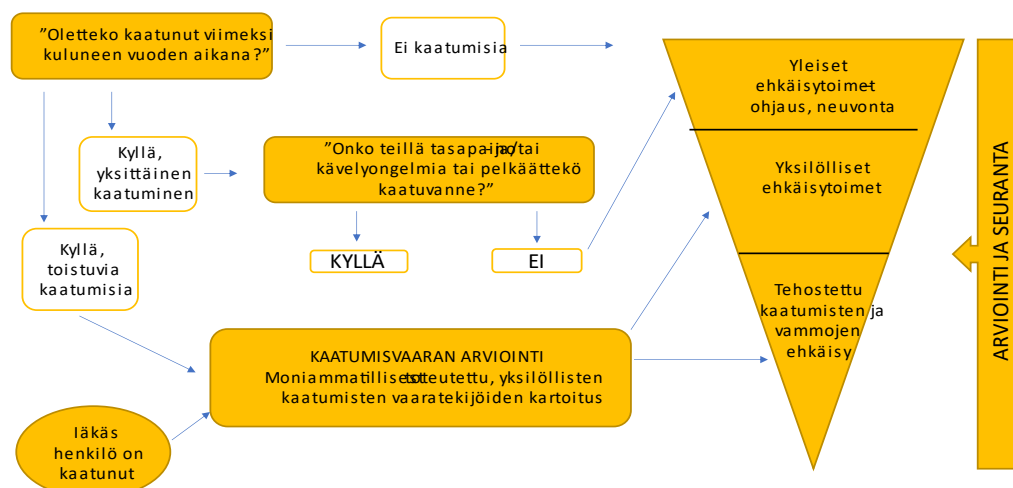 ”Oletteko kaatunut viimeksi
kuluneen vuoden aikana?”
Ei kaatumisia
Kyllä,
yksittäinen
kaatuminen
”Onko teillä tasapaino- ja/tai
kävelyongelmia tai pelkäättekö
kaatuvanne?”
KYLLÄ
EI
Kyllä,
toistuvia
kaatumisia
KAATUMISVAARAN ARVIOINTI
Moniammatillisesti toteutettu, yksilöllisten
kaatumisten vaaratekijöiden kartoitus
Iäkäs
henkilö on
kaatunut
Yleiset
ehkäisytoimet-
ohjaus, neuvonta
Yksilölliset
ehkäisytoimet
Tehostettu
kaatumisten ja
vammojen
ehkäisy
ARVIOINTI JA SEURANTA